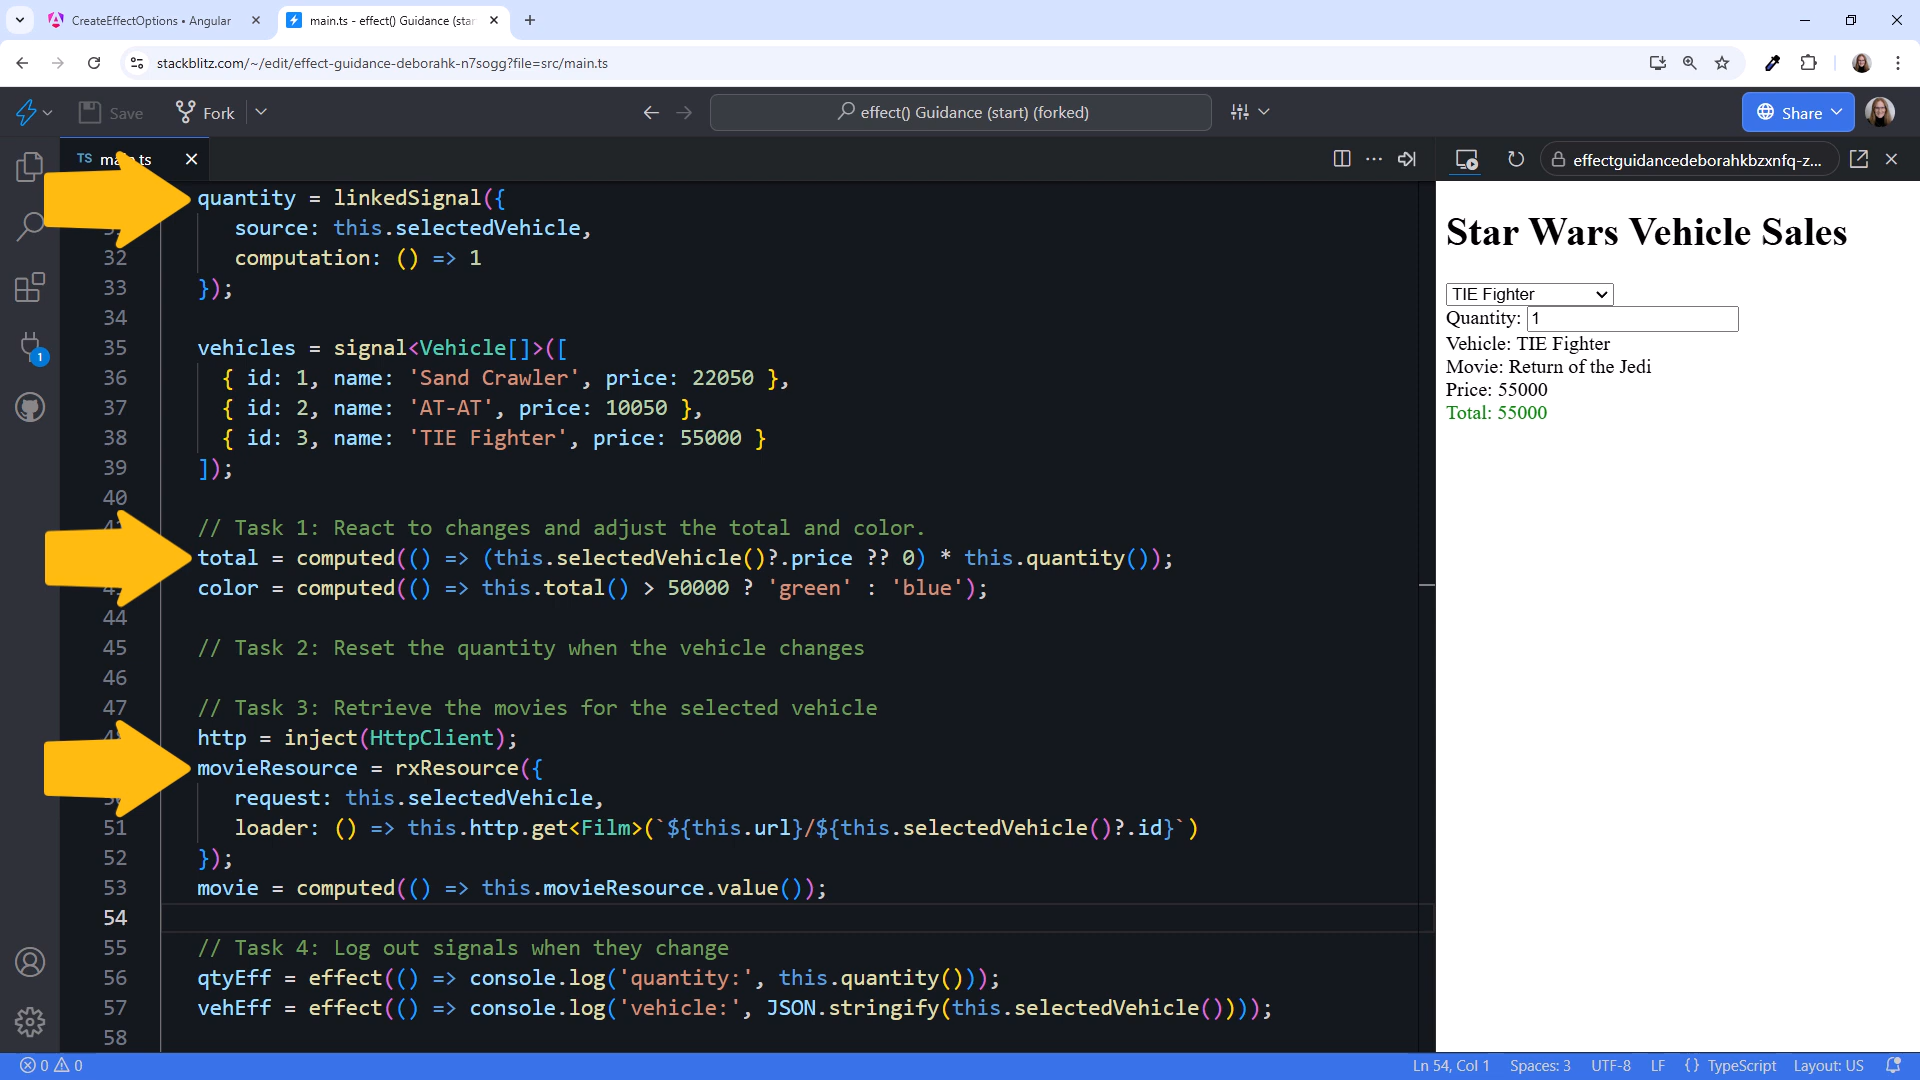 CreateEffectOptions • Angular
main.ts - effect() Guidance (star
stackblitz.com/~/edit/effect-guidance-deborahk-n7sogg?file=src/main.ts
Save
Fork
effect() Guidance (start) (forked)
Share
TS
effectguidancedeborahkbzxnfq-z...
quantity = linkedSignal({
source: this.selectedVehicle,
32 computation: () => 1
33 });
34
35 vehicles = signal<Vehicle[]>([
36 { id: 1, name: 'Sand Crawler', price: 22050 },
37 { id: 2, name: 'AT-AT', price: 10050 },
38 { id: 3, name: 'TIE Fighter', price: 55000 }
39 ]);
40
// Task 1: React to changes and adjust the total and color.
total = computed(() => (this.selectedVehicle()?.price ?? 0) * this.quantity());
color = computed(() => this.total() > 50000 ? 'green' : 'blue');
44
45 // Task 2: Reset the quantity when the vehicle changes
46
47 // Task 3: Retrieve the movies for the selected vehicle
http = inject(HttpClient);
movieResource = rxResource({
request: this.selectedVehicle,
51 loader: () => this.http.get<Film>(`${this.url}/${this.selectedVehicle()?.id}`)
52 });
53 movie = computed(() => this.movieResource.value());
54
55 // Task 4: Log out signals when they change
56 qtyEff = effect(() => console.log('quantity:', this.quantity()));
57 vehEff = effect(() => console.log('vehicle:', JSON.stringify(this.selectedVehicle())));
58
1
Star Wars Vehicle Sales
TIE Fighter
Quantity: 1
Vehicle: TIE Fighter
Movie: Return of the Jedi
Price: 55000
Total: 55000
0 0
Ln 54, Col 1 Spaces: 3 UTF-8 LF {} TypeScript Layout: US